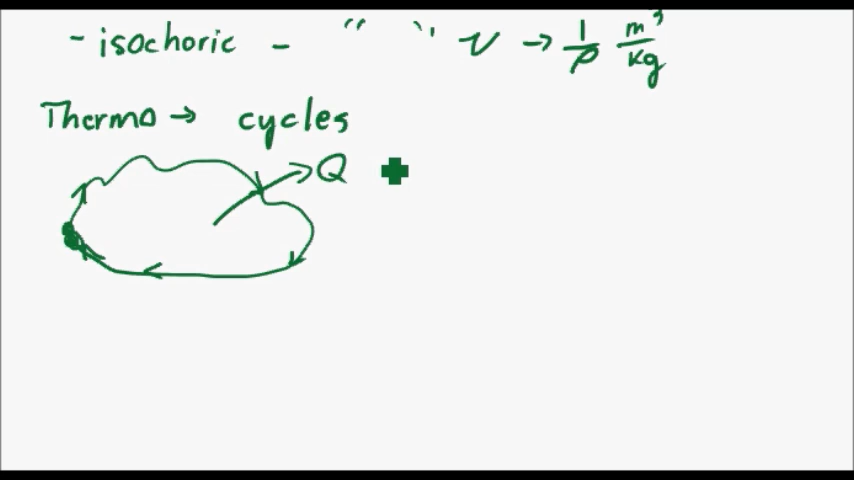 - isochoric - " " v → 1/ρ m³/kg
Thermo → cycles
Q